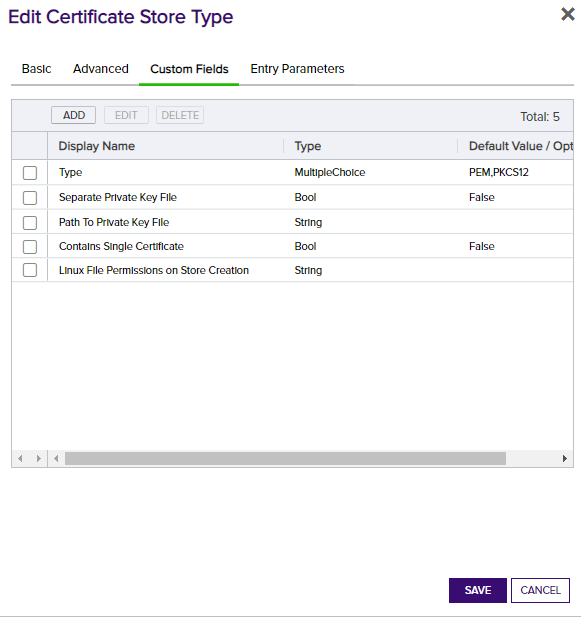 Edit Certificate Store Type
Basic Advanced Custom Fields Entry Parameters
ADD EDIT DELETE Total: 5
Display Name Type Default Value / Opt
Type MultipleChoice PEM,PKCS12
Separate Private Key File Bool False
Path To Private Key File String
Contains Single Certificate Bool False
Linux File Permissions on Store Creation String
SAVE CANCEL